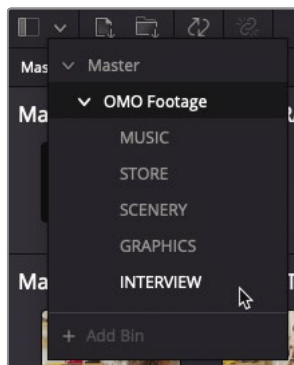 Mas
Master
OMO Footage
Ma
MUSIC
STORE
SCENERY
GRAPHICS
Ma
INTERVIEW
+ Add Bin